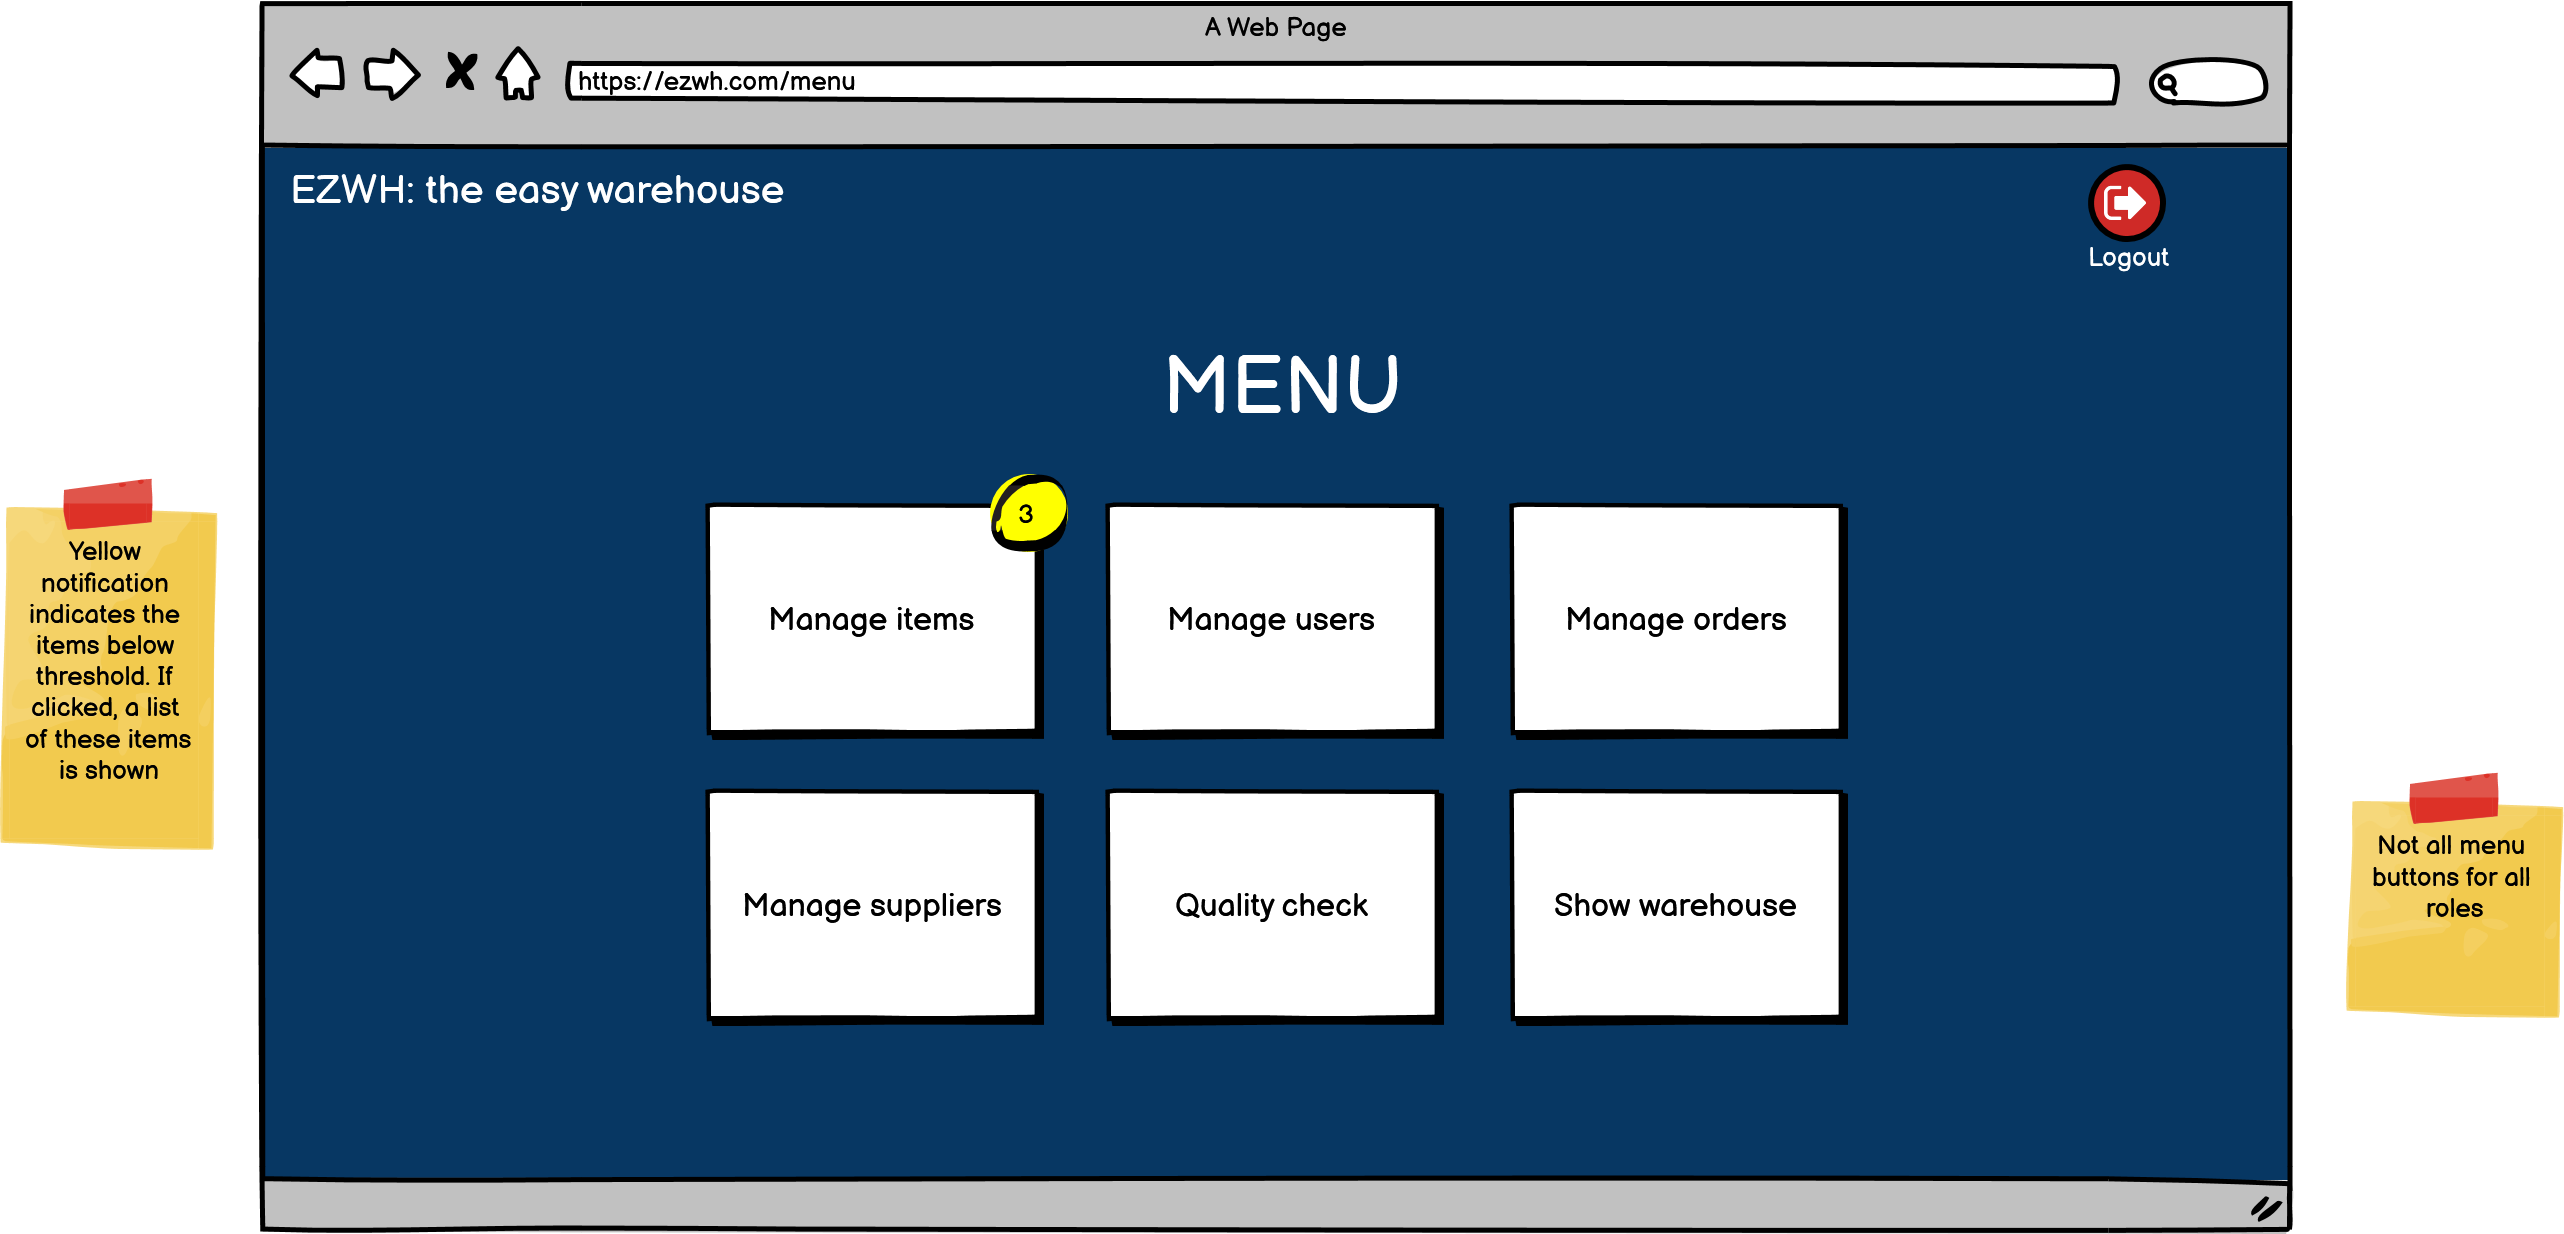 A Web Page
https://ezwh.com/menu
EZWH: the easy warehouse
Logout
MENU
3
Manage items
Manage users
Manage orders
Manage suppliers
Quality check
Show warehouse
Yellow
notification
indicates the
items below
threshold. If
clicked, a list
of these items
is shown
Not all menu
buttons for all
roles